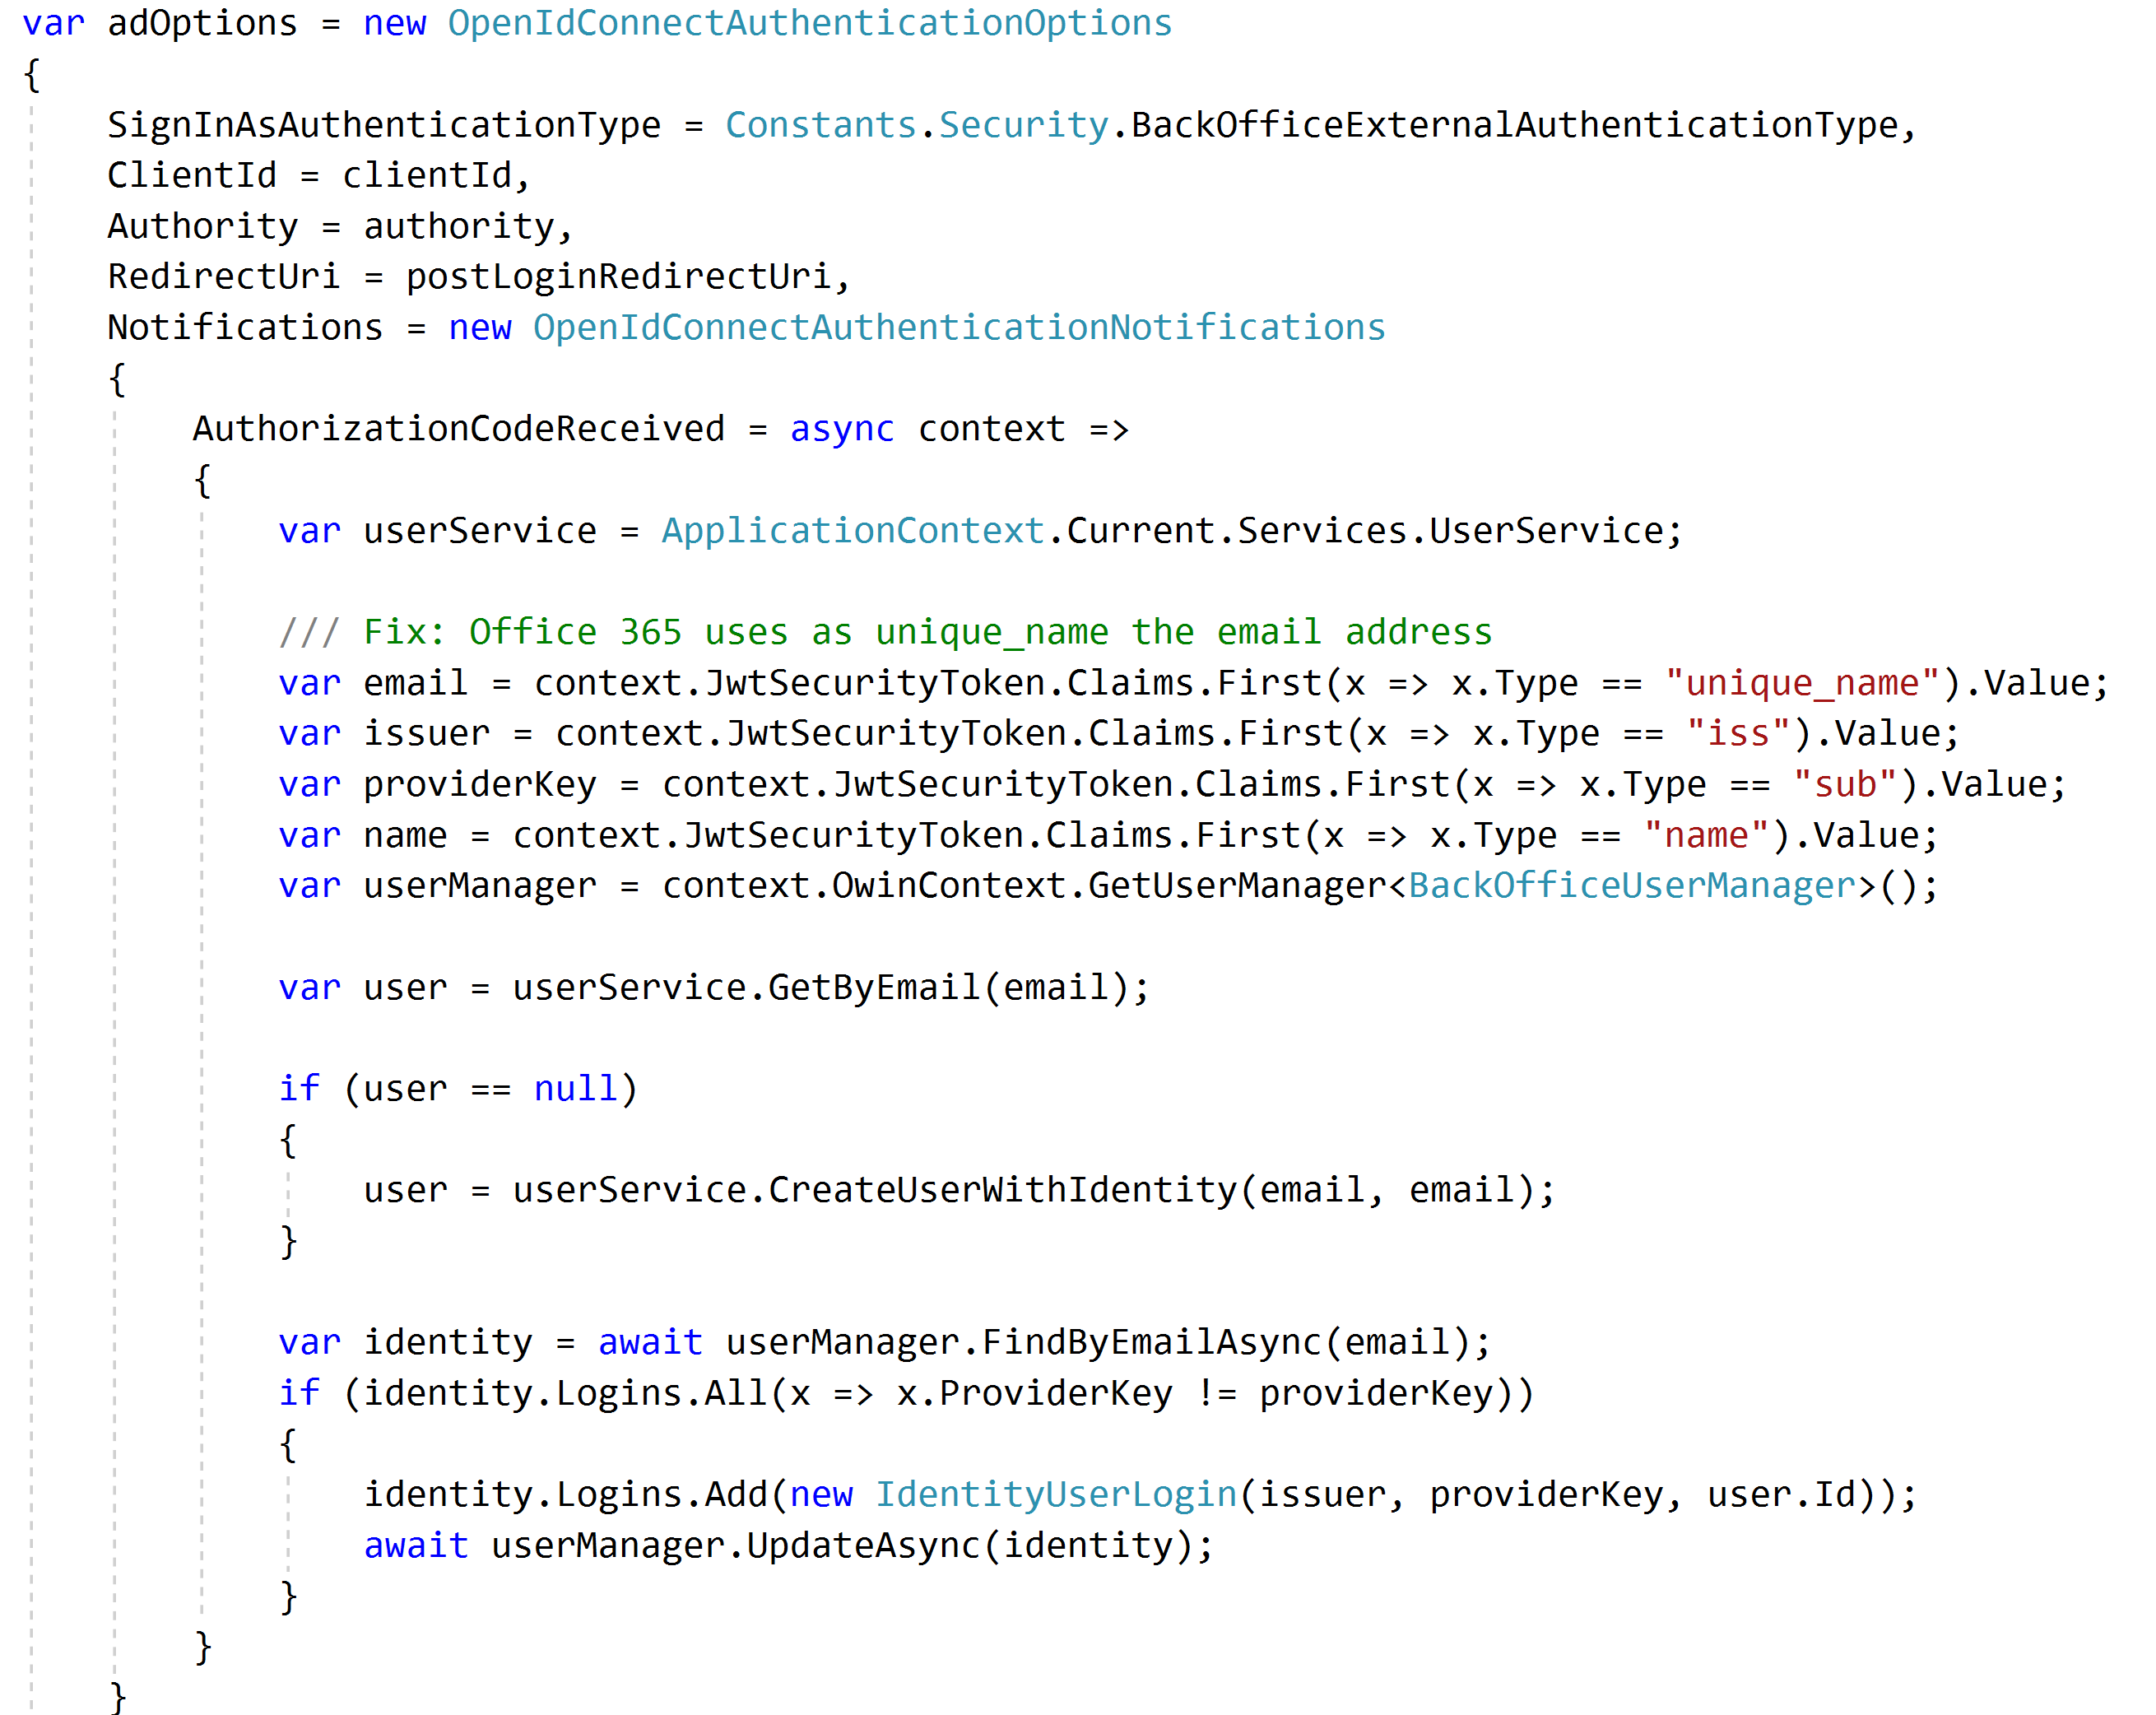 var adOptions = new OpenIdConnectAuthenticationOptions
{
    SignInAsAuthenticationType = Constants.Security.BackOfficeExternalAuthenticationType,
    ClientId = clientId,
    Authority = authority,
    RedirectUri = postLoginRedirectUri,
    Notifications = new OpenIdConnectAuthenticationNotifications
    {
        AuthorizationCodeReceived = async context =>
        {
            var userService = ApplicationContext.Current.Services.UserService;
            /// Fix: Office 365 uses as unique_name the email address
            var email = context.JwtSecurityToken.Claims.First(x => x.Type == "unique_name").Value;
            var issuer = context.JwtSecurityToken.Claims.First(x => x.Type == "iss").Value;
            var providerKey = context.JwtSecurityToken.Claims.First(x => x.Type == "sub").Value;
            var name = context.JwtSecurityToken.Claims.First(x => x.Type == "name").Value;
            var userManager = context.OwinContext.GetUserManager<BackOfficeUserManager>();
            var user = userService.GetByEmail(email);
            if (user == null)
            {
                user = userService.CreateUserWithIdentity(email, email);
            }
            var identity = await userManager.FindByEmailAsync(email);
            if (identity.Logins.All(x => x.ProviderKey != providerKey))
            {
                identity.Logins.Add(new IdentityUserLogin(issuer, providerKey, user.Id));
                await userManager.UpdateAsync(identity);
            }
        }
    }